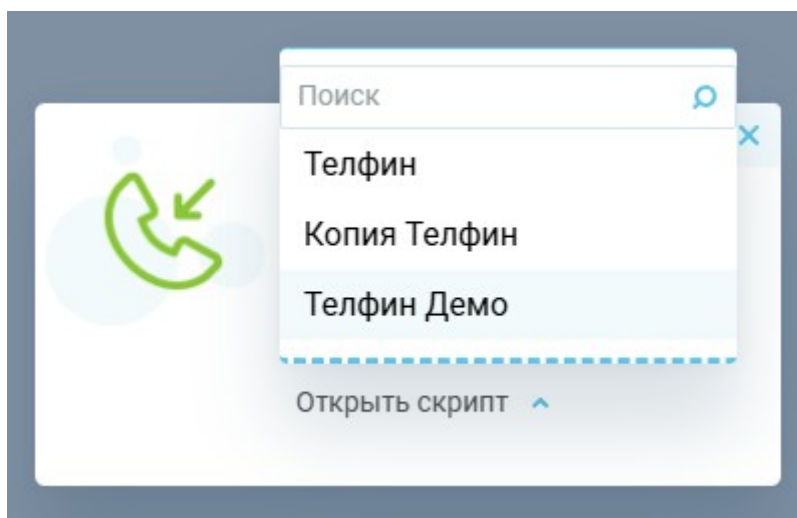 Поиск
Телфин
Копия Телфин
Телфин Демо
Открыть скрипт